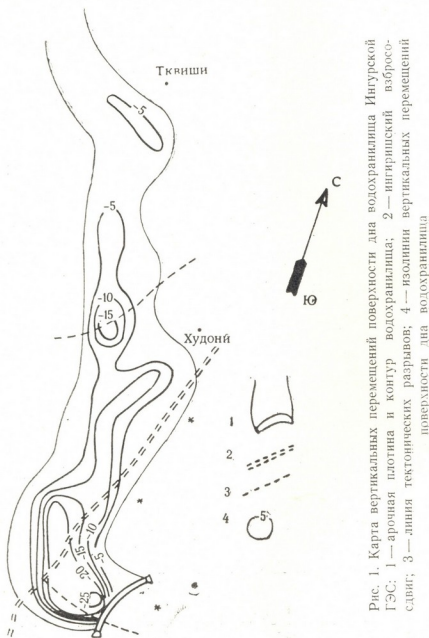 Тквиши
-5
-5
-10
-15
Худони
-10
-5
-15
-20
-25
С
Ю
1
2
3
4
5
Рис. 1. Карта вертикальных перемещений поверхности дна водохранилища Ингурской
ГЭС: 1 — арочная плотина и контур водохранилища; 2 — ингиришский взбросо-
сдвиг; 3 — линия тектонических разрывов; 4 — изолинии вертикальных перемещений
поверхности дна водохранилища